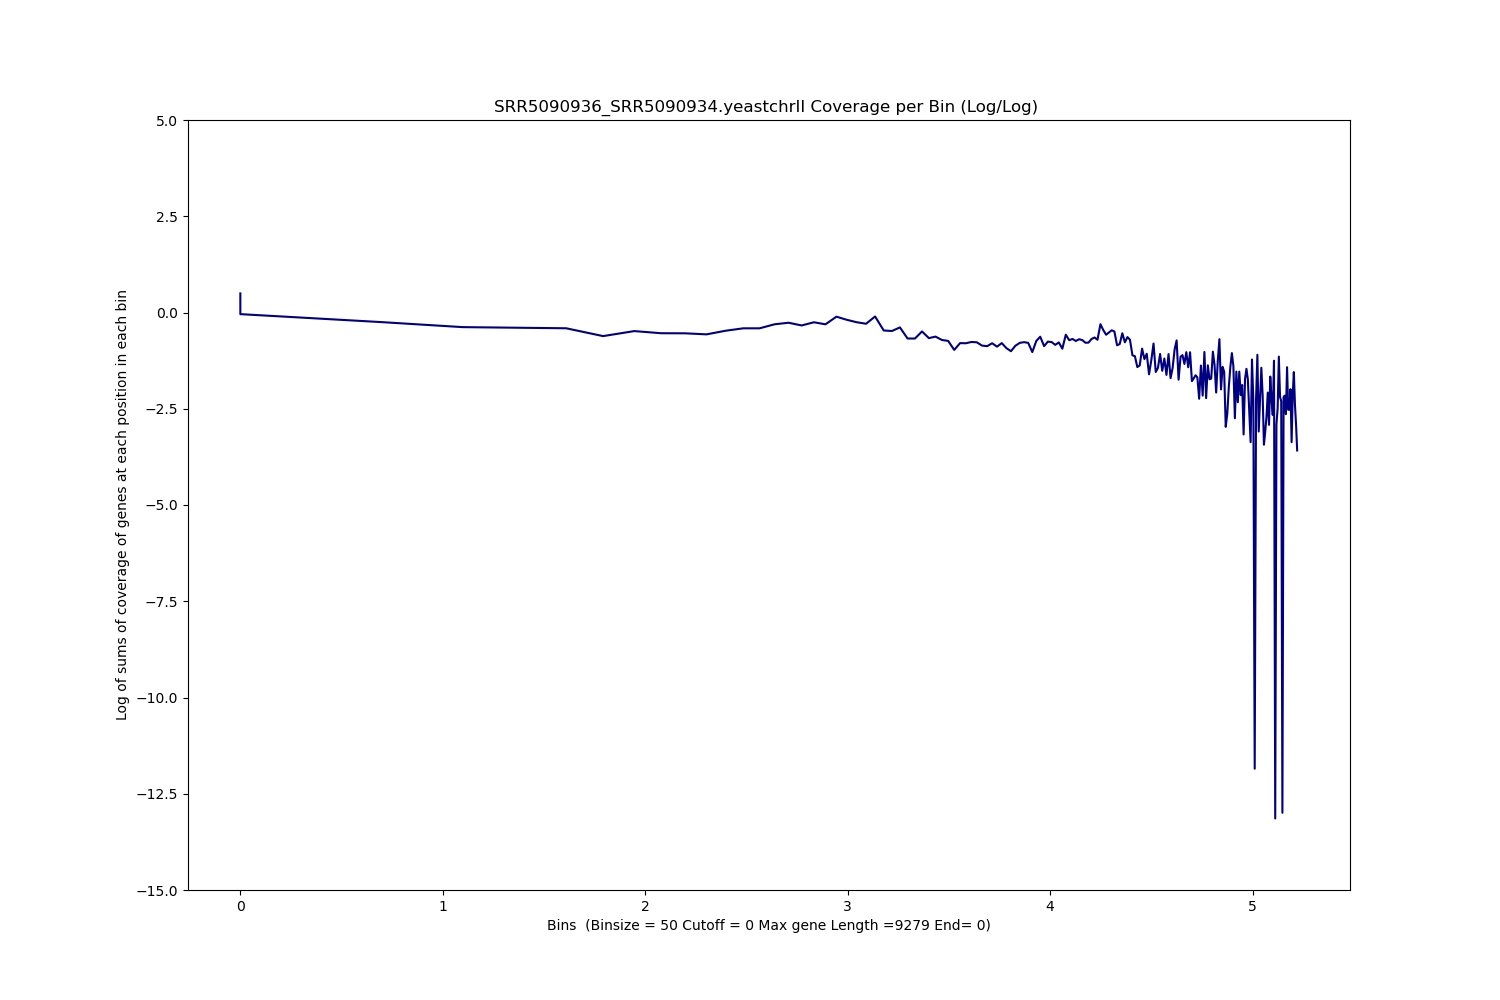 SRR5090936_SRR5090934.yeastchrII Coverage per Bin (Log/Log)
5.0
2.5
0.0
−2.5
−5.0
−7.5
−10.0
−12.5
−15.0
Log of sums of coverage of genes at each position in each bin
0 1 2 3 4 5
Bins  (Binsize = 50 Cutoff = 0 Max gene Length =9279 End= 0)